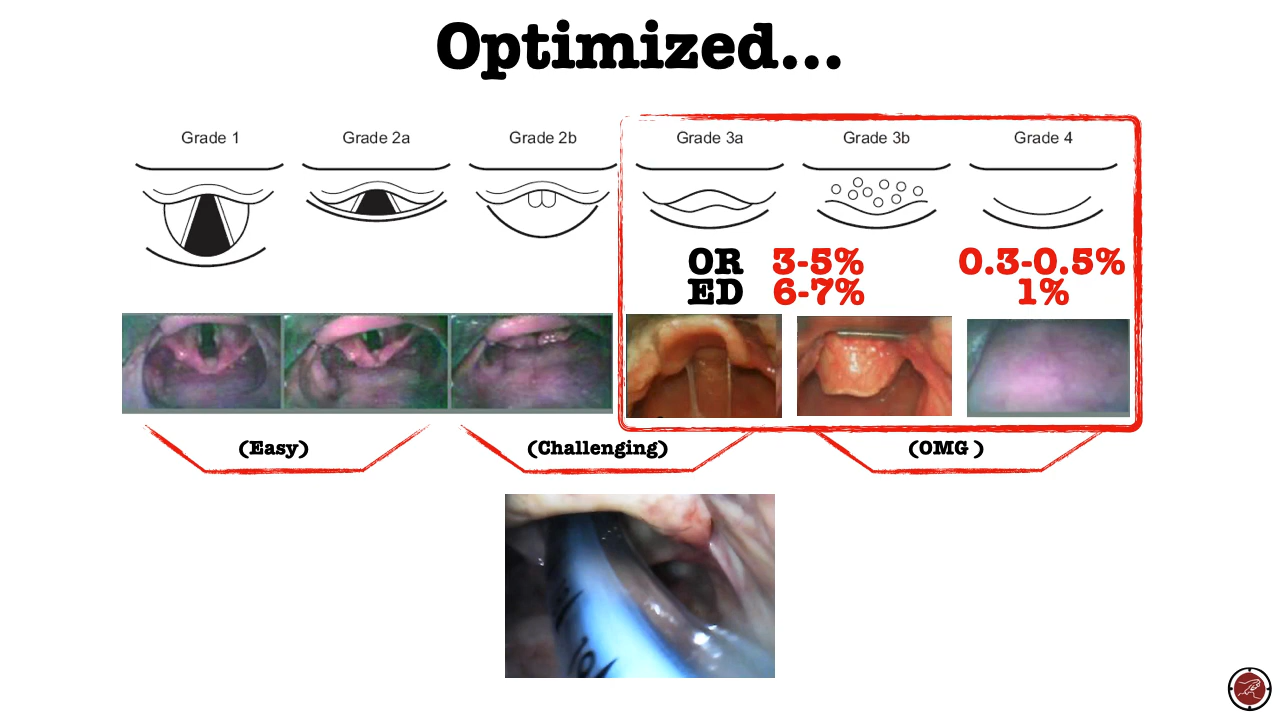 Optimized...
Grade 1 Grade 2a Grade 2b Grade 3a Grade 3b Grade 4
OR 3-5% 0.3-0.5%
ED 6-7% 1%
(Easy) (Challenging) (OMG )